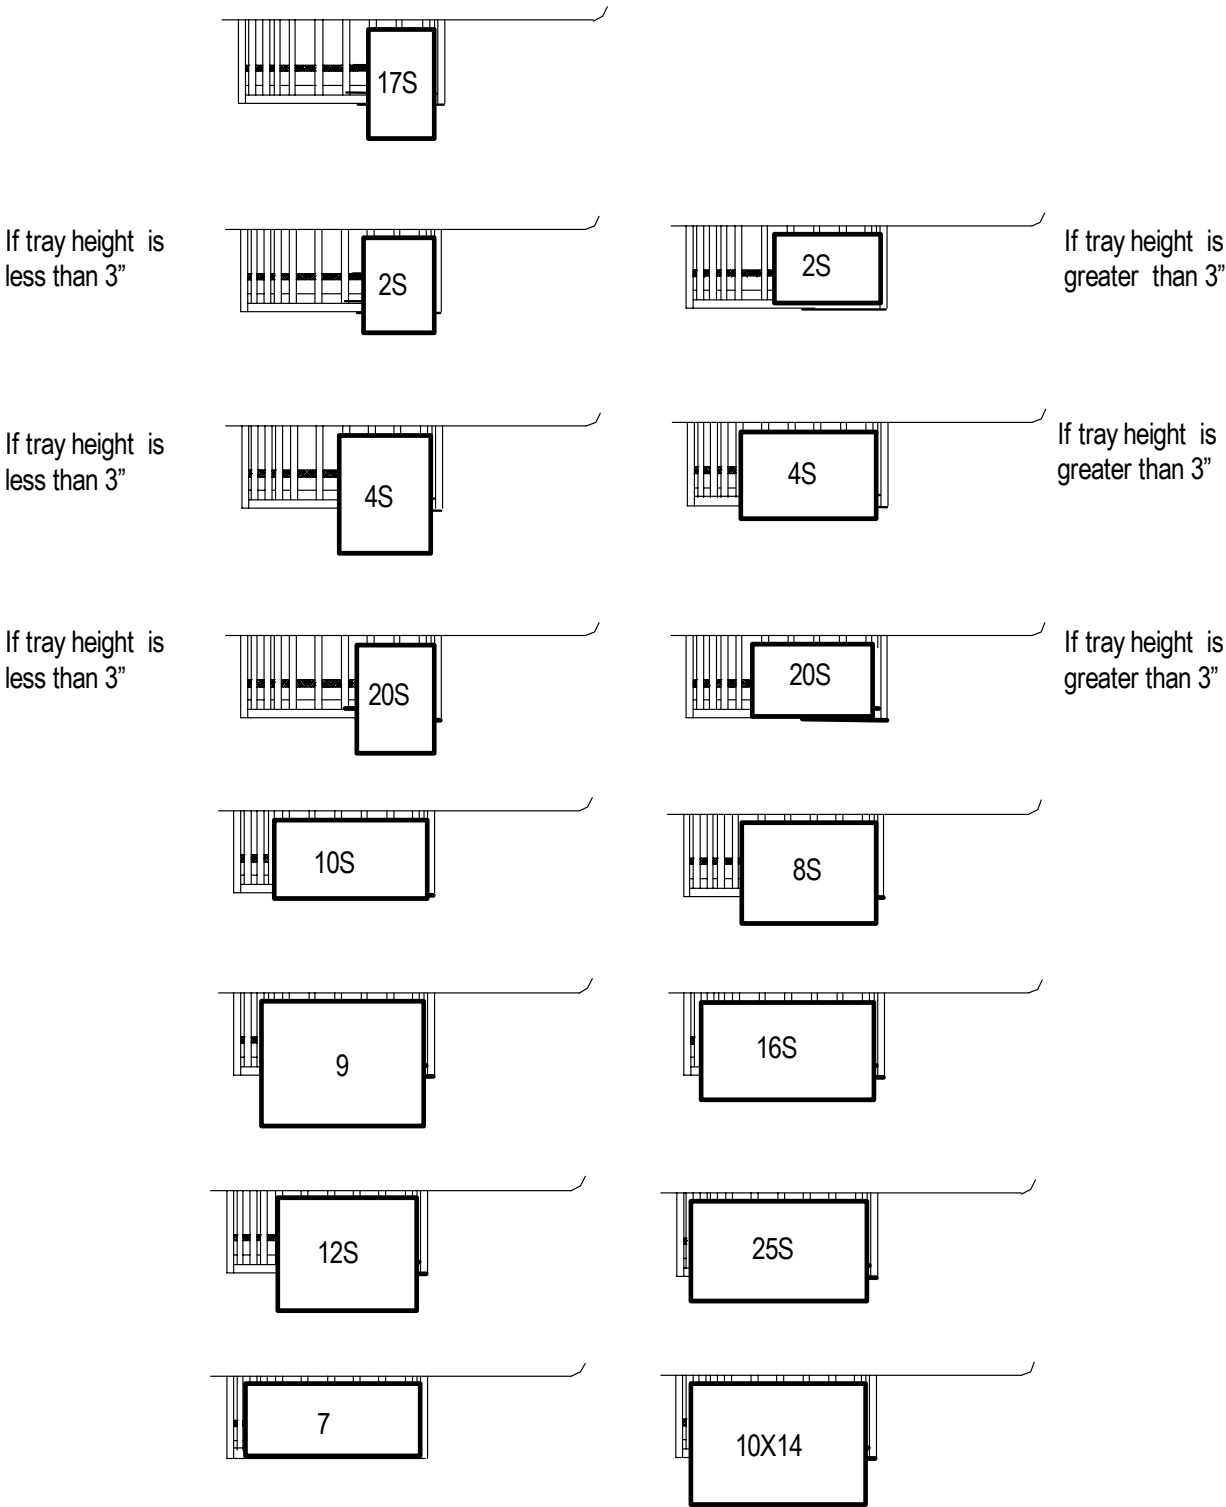 17S
If tray height is
less than 3”
2S
2S
If tray height is
greater than 3”
If tray height is
less than 3”
4S
4S
If tray height is
greater than 3”
If tray height is
less than 3”
20S
20S
If tray height is
greater than 3”
10S
8S
9
16S
12S
25S
7
10X14